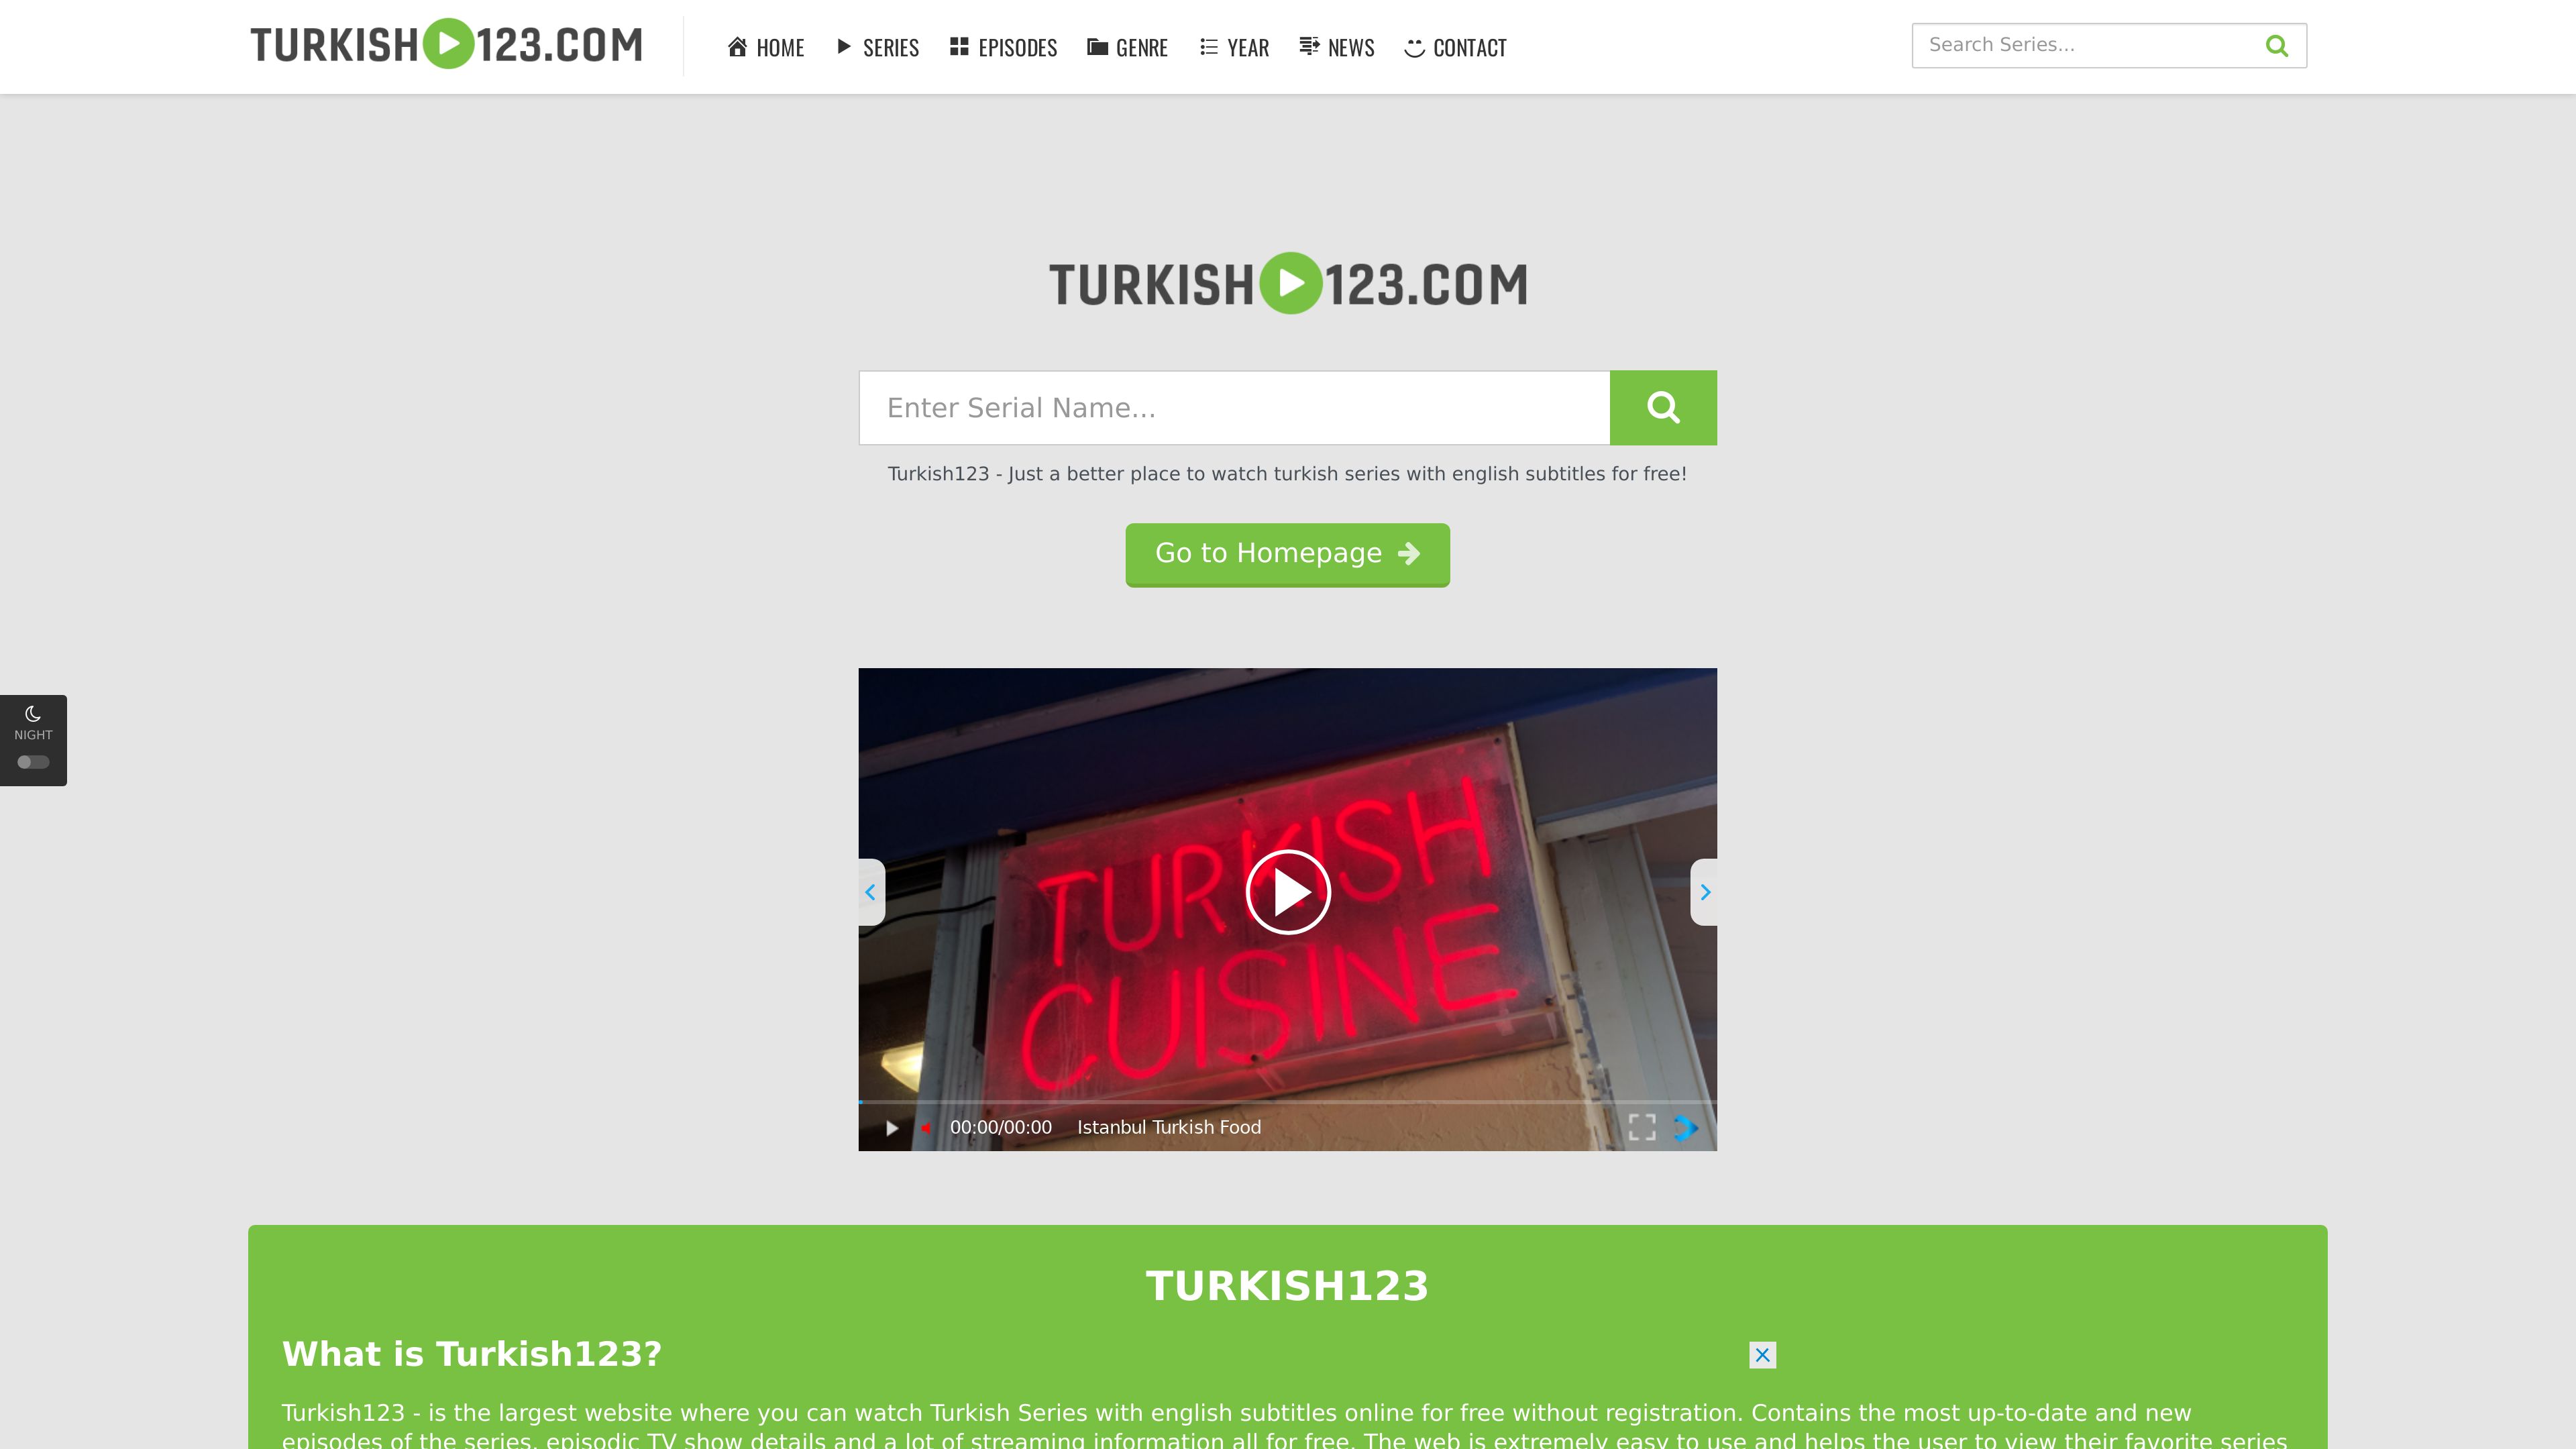 TURKISH 123.COM
HOME SERIES EPISODES GENRE YEAR NEWS CONTACT
Search Series...
TURKISH 123.COM
Enter Serial Name...
Turkish123 - Just a better place to watch turkish series with english subtitles for free!
Go to Homepage
NIGHT
TURKISH
CUISINE
00:00/00:00 Istanbul Turkish Food
TURKISH123
What is Turkish123?
Turkish123 - is the largest website where you can watch Turkish Series with english subtitles online for free without registration. Contains the most up-to-date and new
episodes of the series, episodic TV show details and a lot of streaming information all for free. The web is extremely easy to use and helps the user to view their favorite series